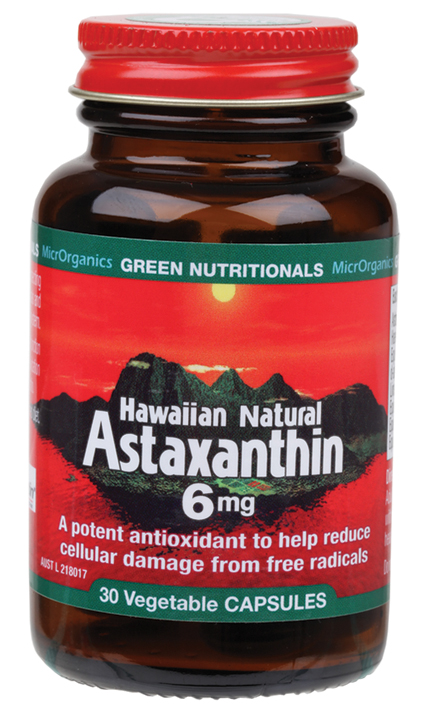 MicrOrganics GREEN NUTRITIONALS MicrOrganics
Hawaiian Natural
Astaxanthin
6mg
A potent antioxidant to help reduce
cellular damage from free radicals
AUST L 218017
30 Vegetable CAPSULES